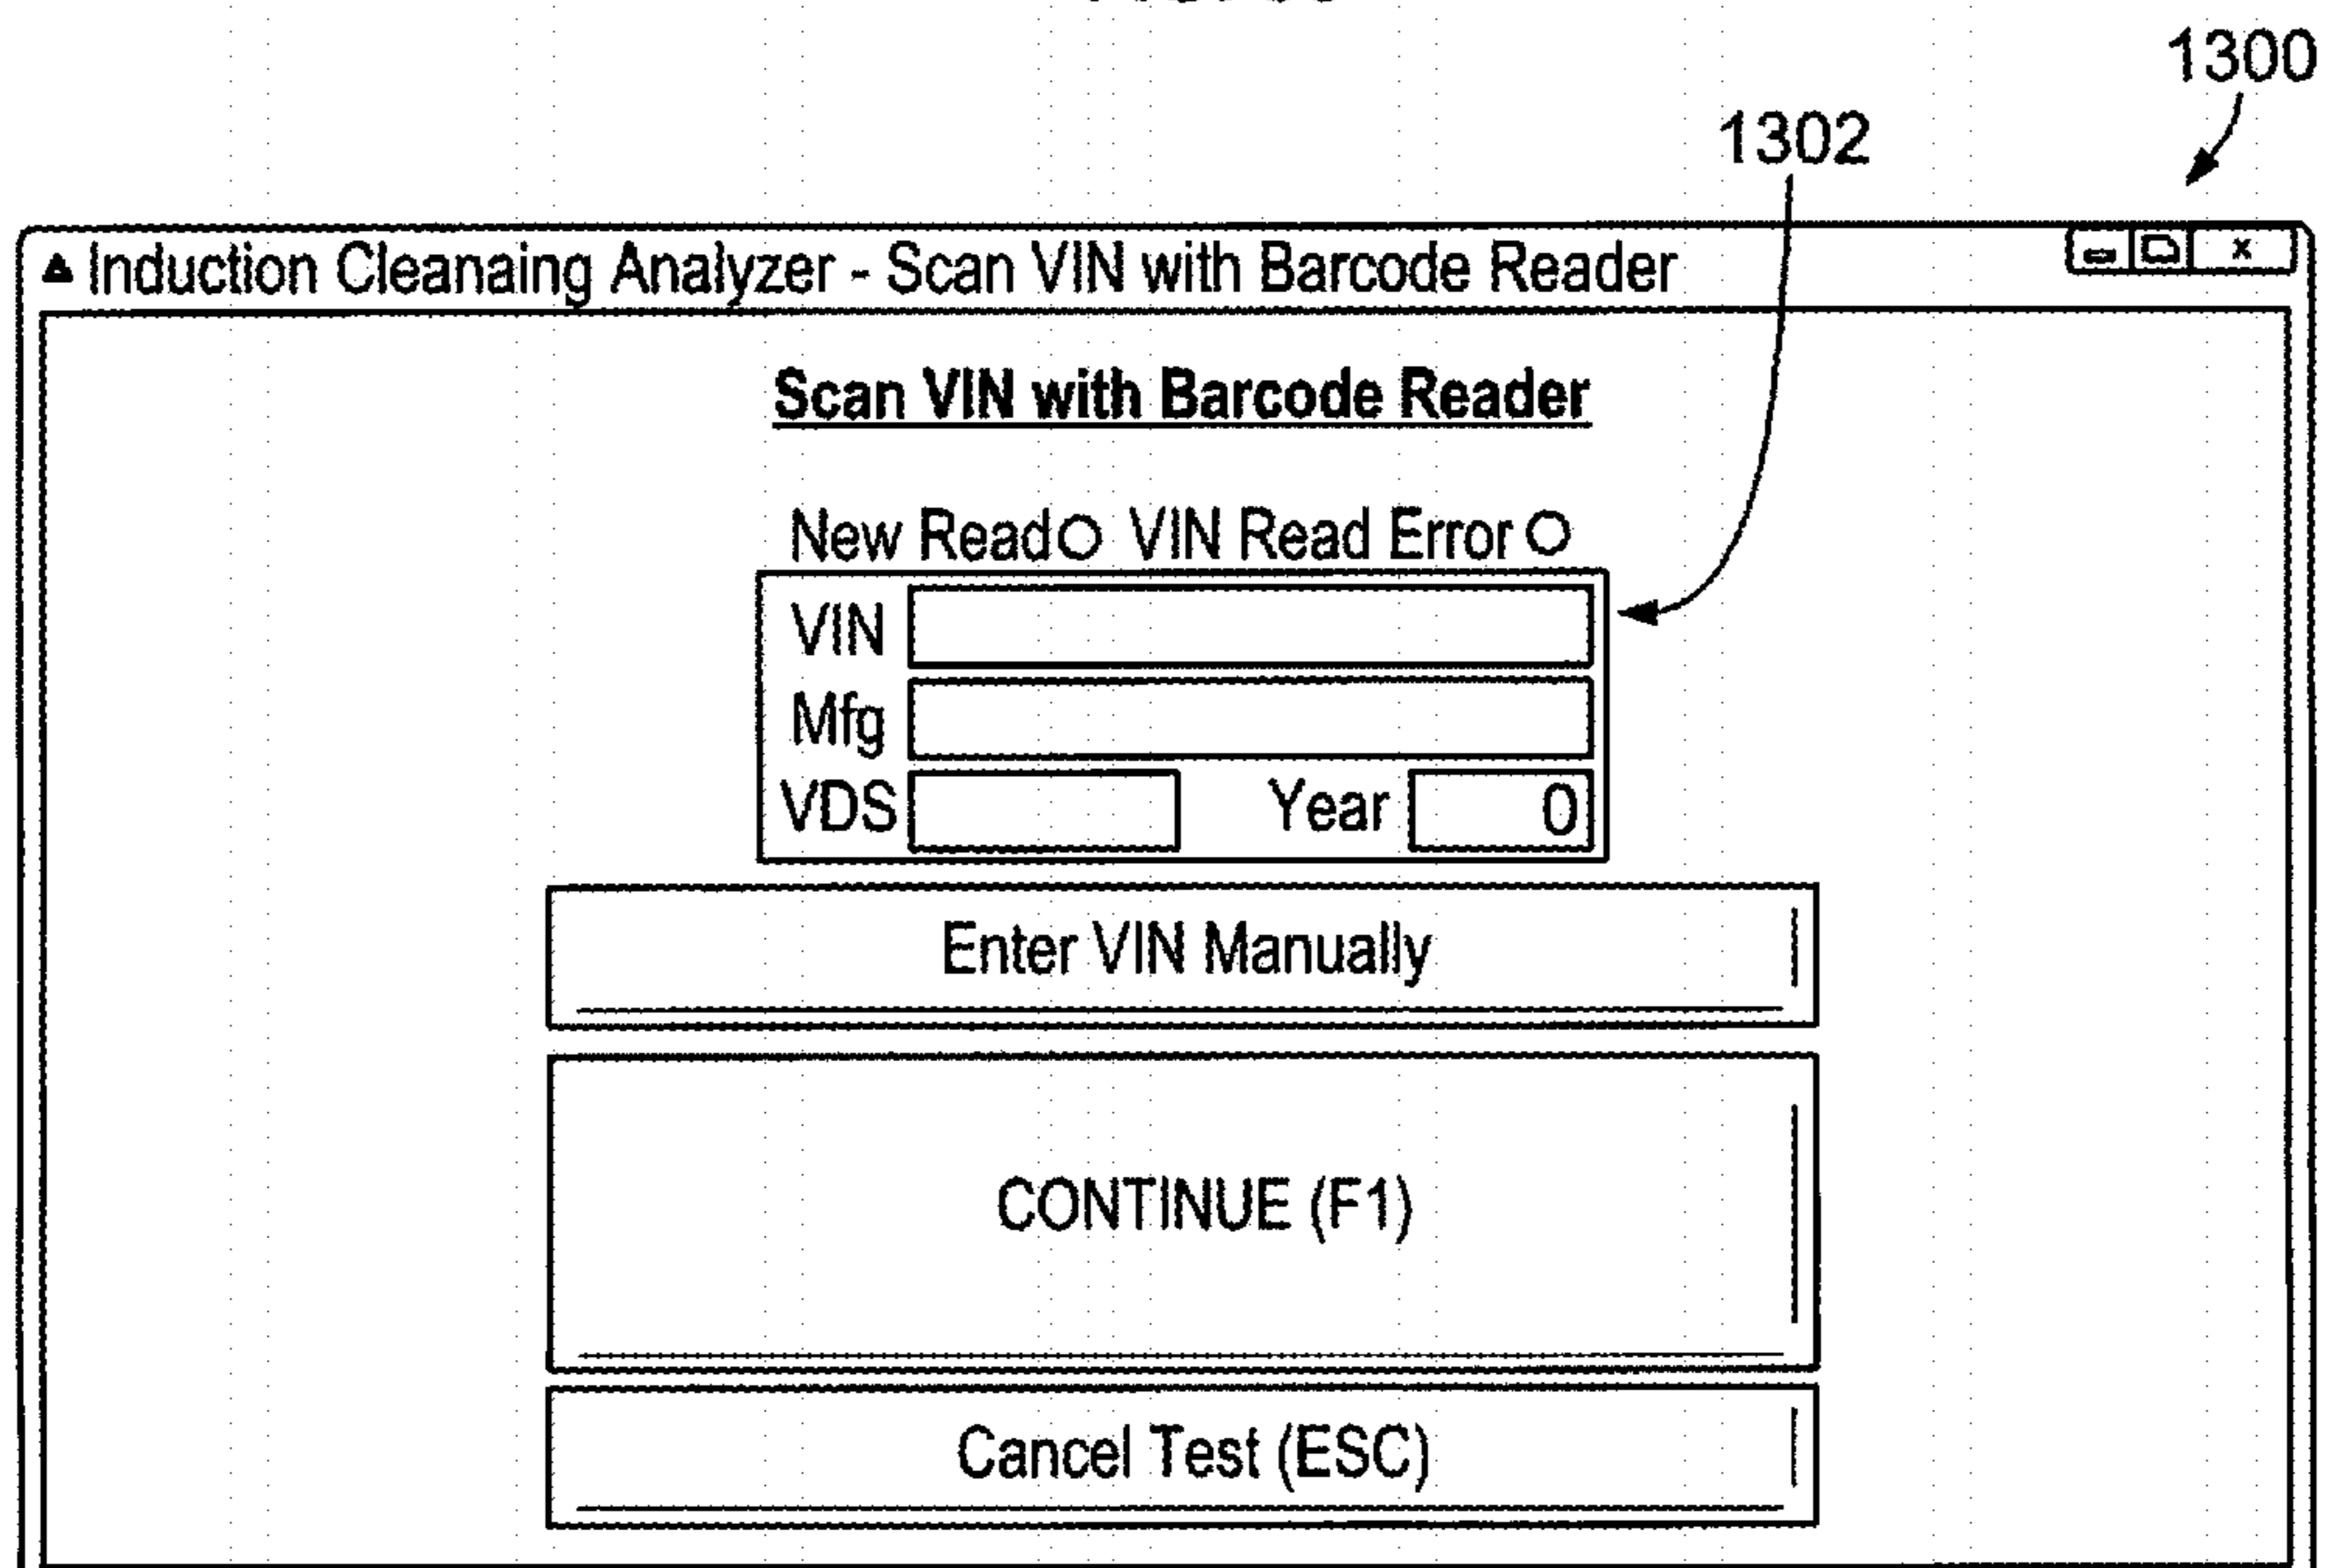 1300
1302
Induction Cleanaing Analyzer - Scan VIN with Barcode Reader
x
Scan VIN with Barcode Reader
New Read VIN Read Error
VIN
Mfg
VDS Year 0
Enter VIN Manually
CONTINUE (F1)
Cancel Test (ESC)